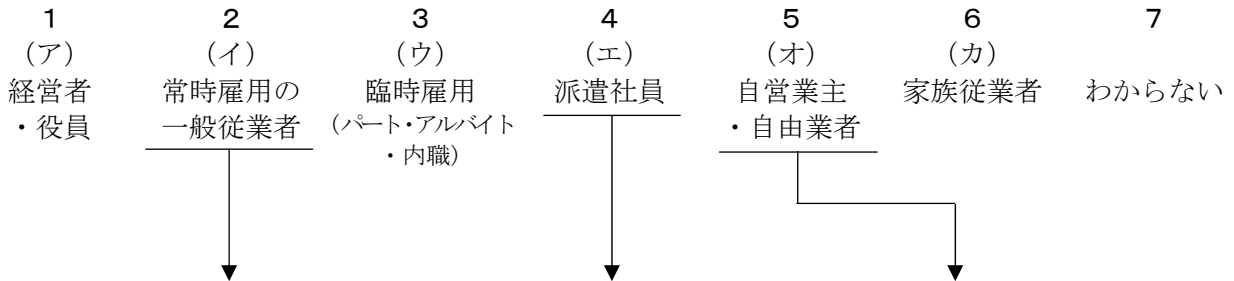 1 2 3 4 5 6 7
（ア） （イ） （ウ） （エ） （オ） （カ）
経営者 常時雇用の 臨時雇用 派遣社員 自営業主 家族従業者 わからない
・役員 一般従業者 （パート・アルバイト ・自由業者
・内職）